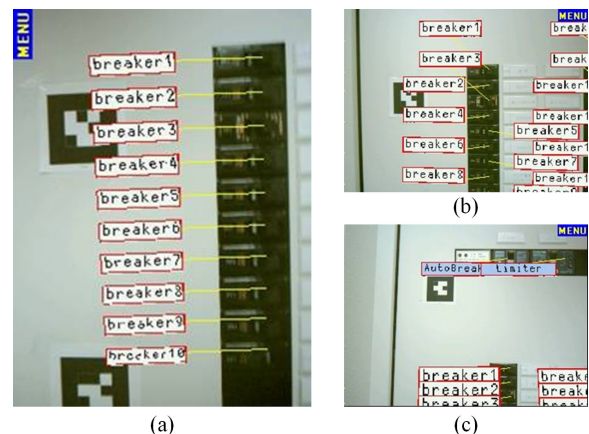 MENU
breaker1
breaker2
breaker3
breaker4
breaker5
breaker6
breaker7
breaker8
breaker9
breaker10
(a)
MENU
breaker1
breaker3
breaker2
breaker4
breaker5
breaker6
breaker7
breaker8
(b)
MENU
AutoBreak
Limiter
breaker1
breaker2
breaker3
(c)